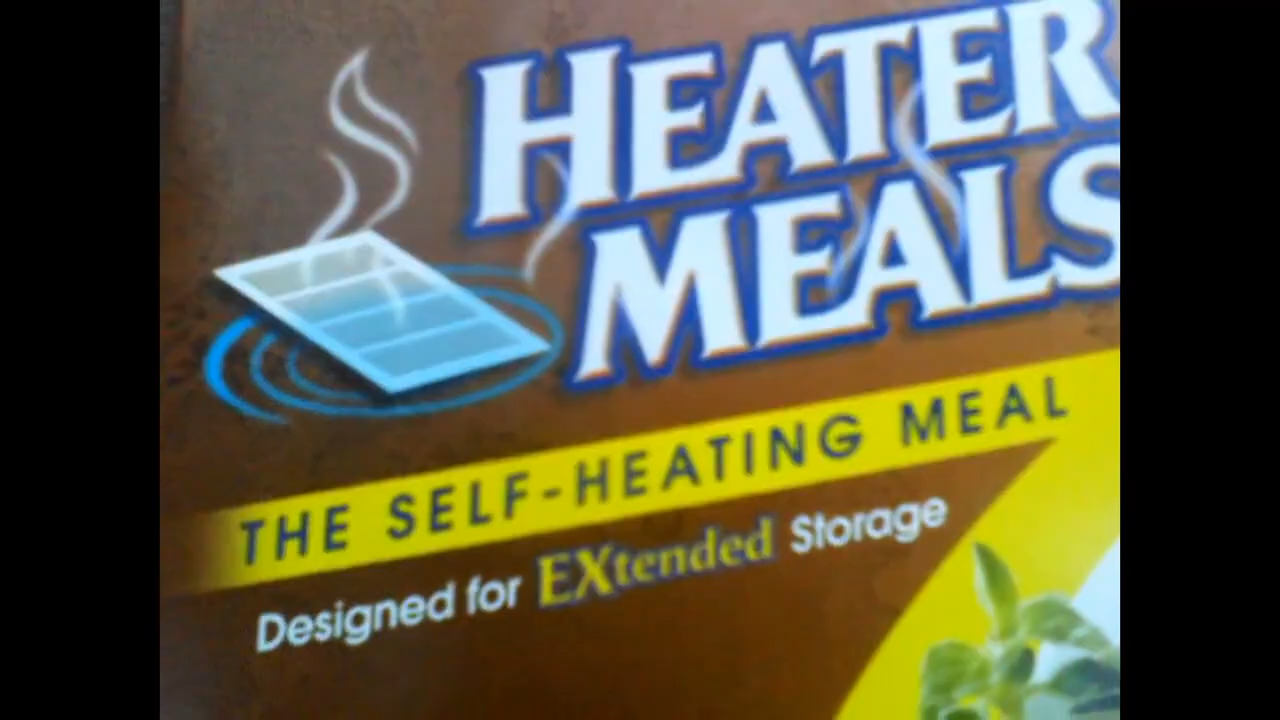 HEATER
MEALS
THE SELF-HEATING MEAL
Designed for EXtended Storage